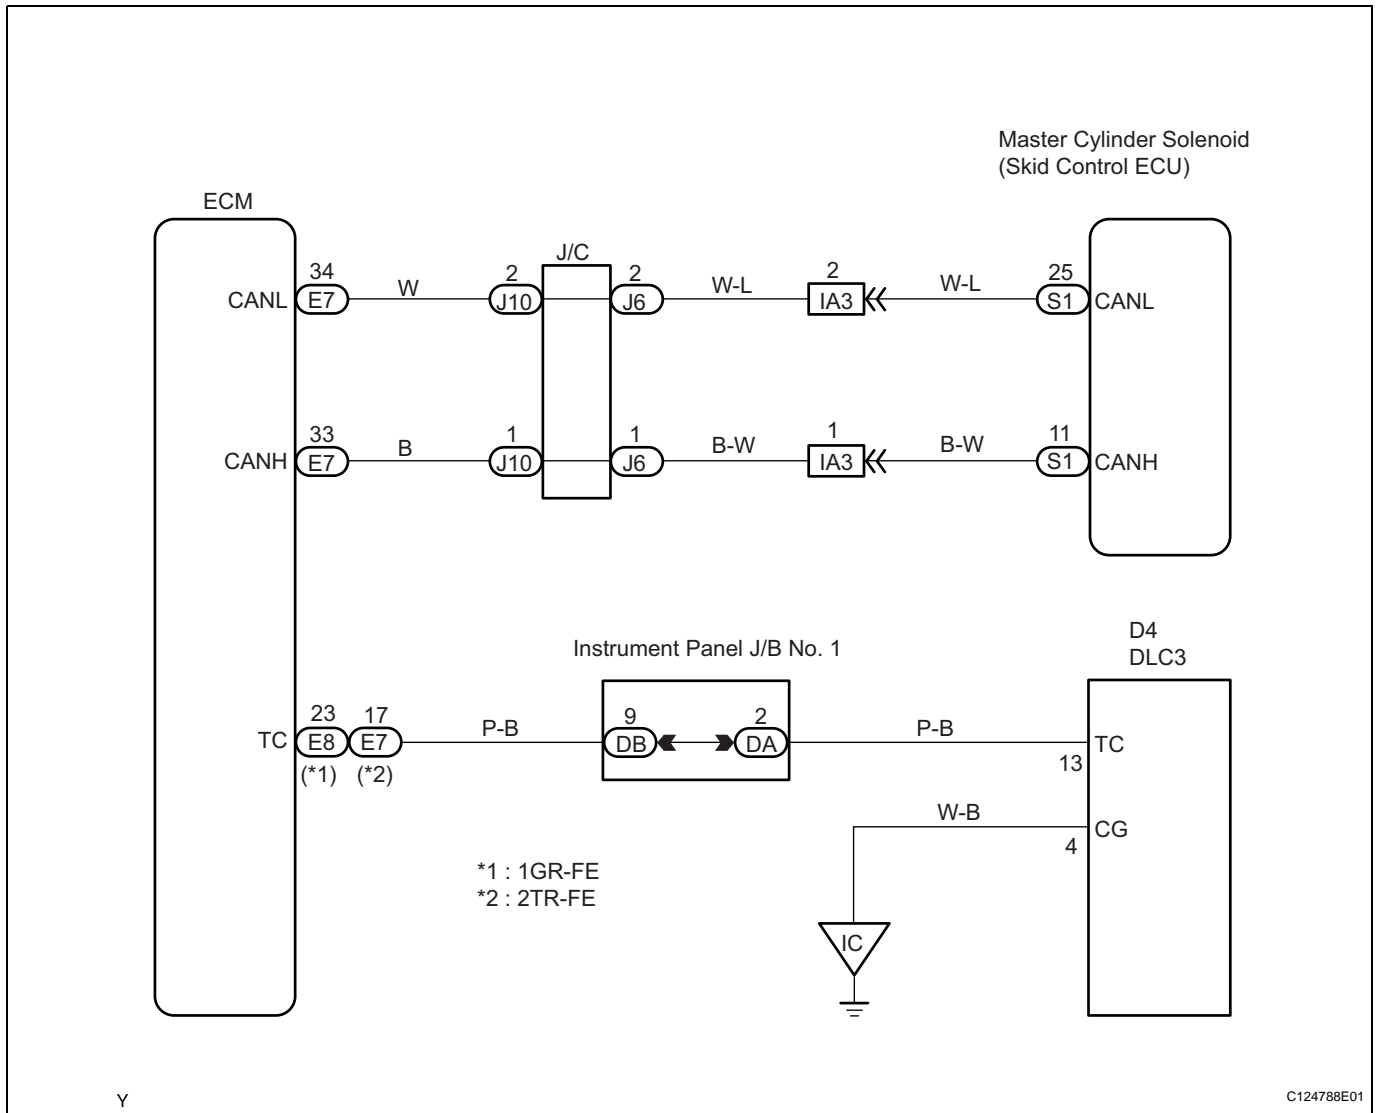 Master Cylinder Solenoid
(Skid Control ECU)
ECM
J/C
34
2
2
2
25
CANL
E7
W
J10
J6
W-L
IA3
W-L
S1
CANL
33
1
1
1
11
CANH
E7
B
J10
J6
B-W
IA3
B-W
S1
CANH
D4
DLC3
Instrument Panel J/B No. 1
23
17
9
2
TC
E8
E7
P-B
DB
DA
P-B
TC
13
(*1)
(*2)
W-B
CG
4
*1 : 1GR-FE
*2 : 2TR-FE
IC
Y
C124788E01